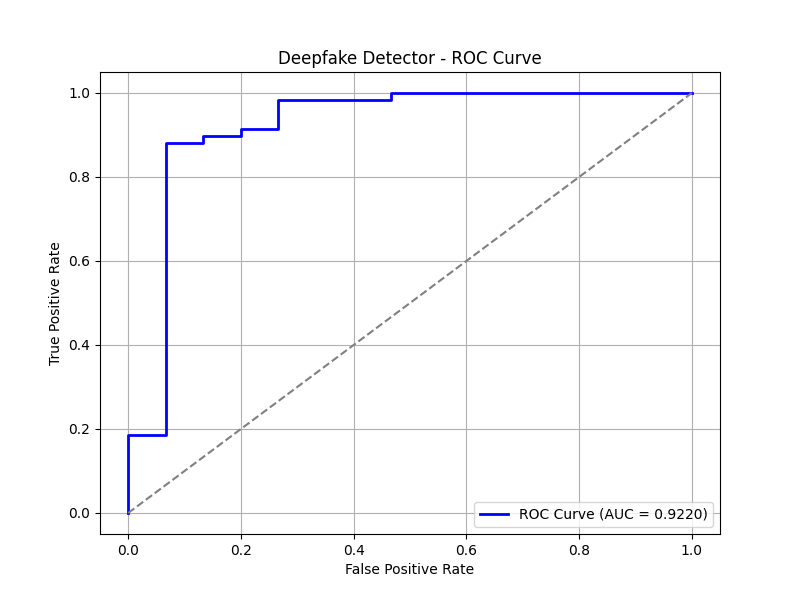 Deepfake Detector - ROC Curve
1.0
0.8
0.6
0.4
0.2
0.0
True Positive Rate
ROC Curve (AUC = 0.9220)
0.0 0.2 0.4 0.6 0.8 1.0
False Positive Rate